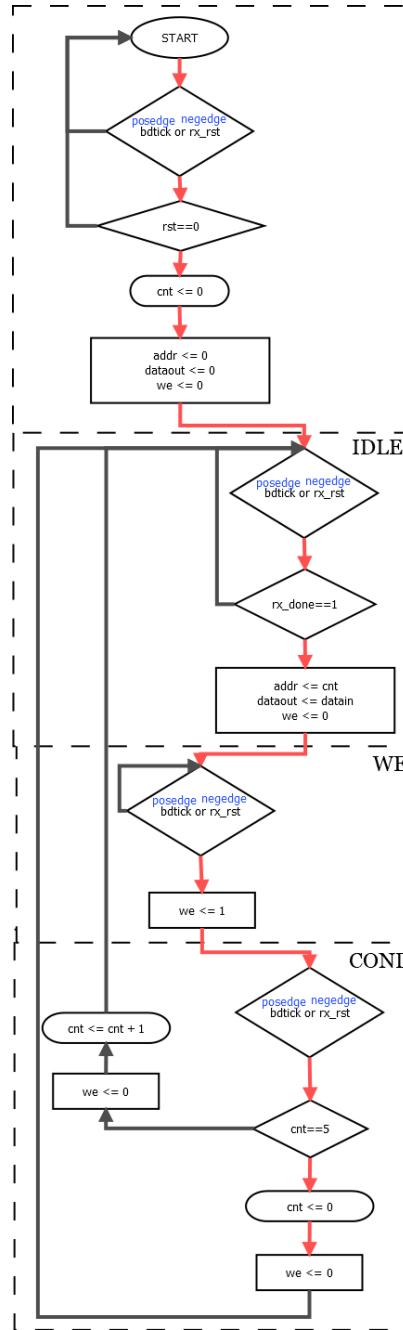 START
posedge negedge
bdtick or rx_rst
rst==0
cnt <= 0
addr <= 0
dataout <= 0
we <= 0
IDLE
posedge negedge
bdtick or rx_rst
rx_done==1
addr <= cnt
dataout <= datain
we <= 0
WE
posedge negedge
bdtick or rx_rst
we <= 1
COND
posedge negedge
bdtick or rx_rst
cnt <= cnt + 1
we <= 0
cnt==5
cnt <= 0
we <= 0